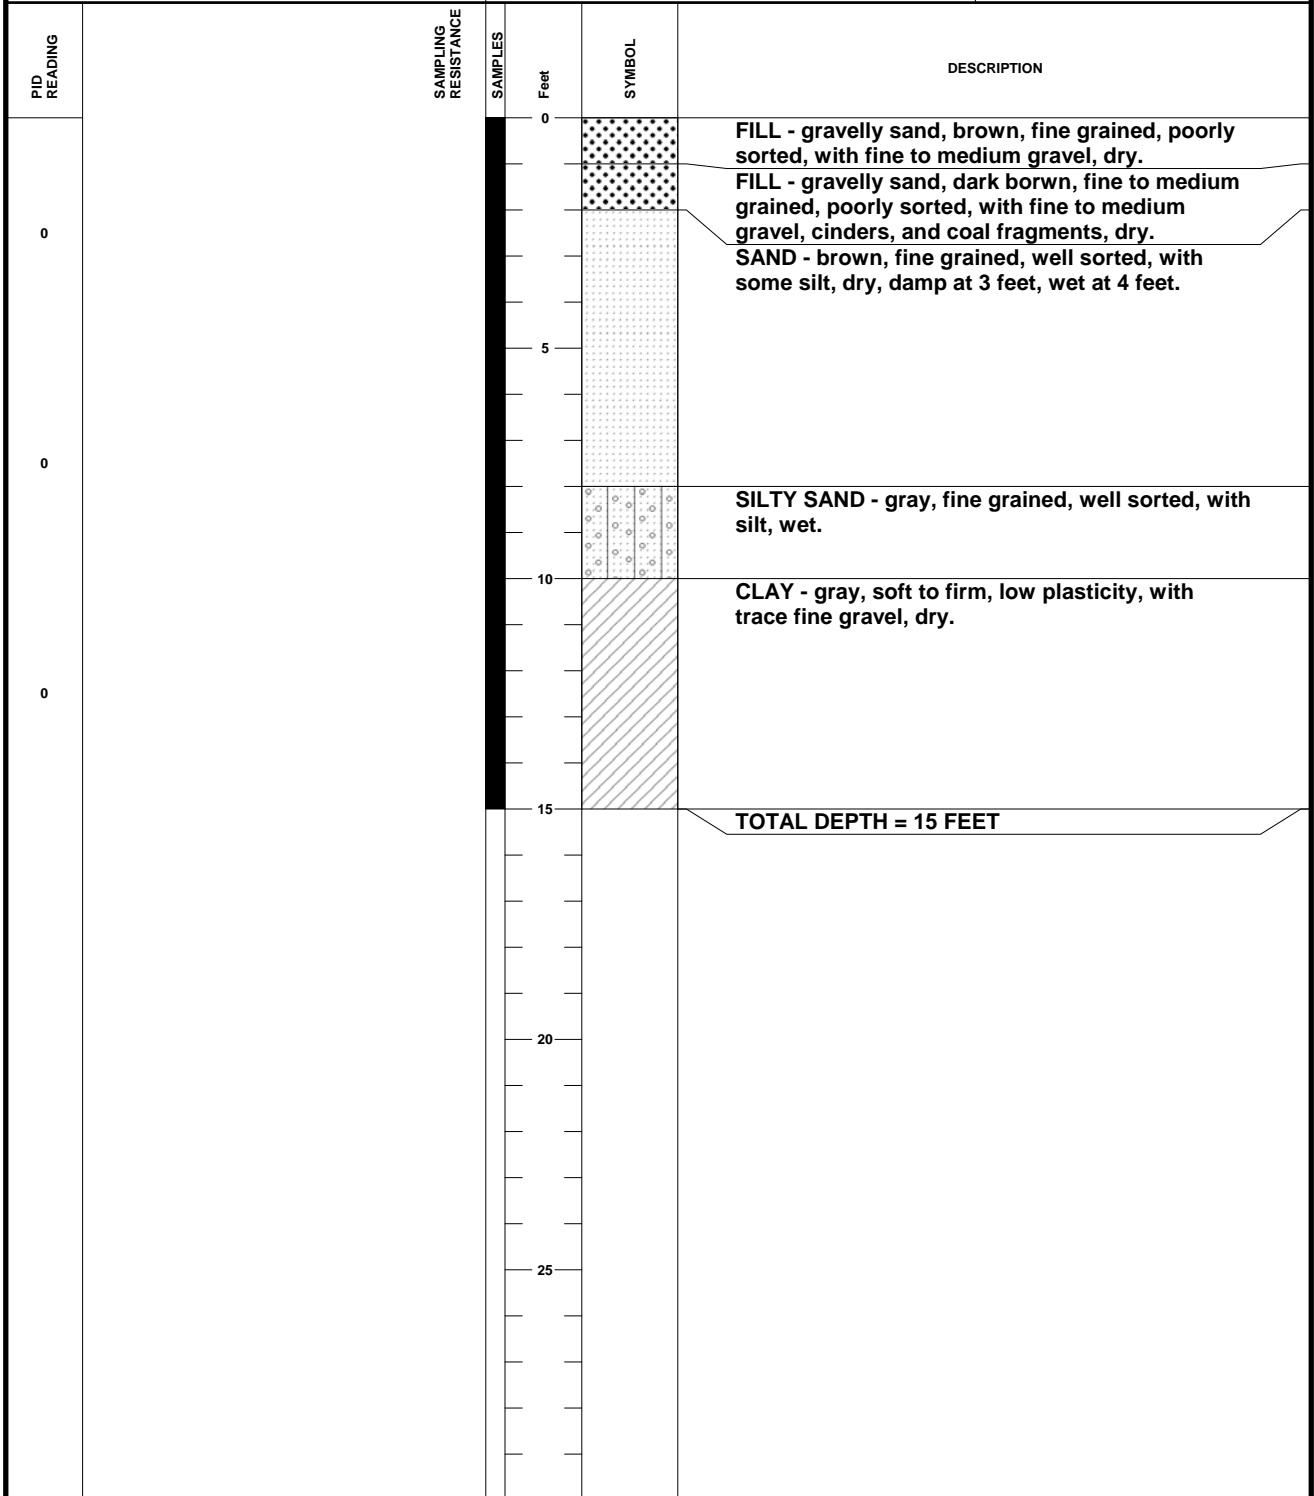 PID
READING
SAMPLING
RESISTANCE
SAMPLES
Feet
SYMBOL
DESCRIPTION
0
FILL - gravelly sand, brown, fine grained, poorly
sorted, with fine to medium gravel, dry.
FILL - gravelly sand, dark borwn, fine to medium
grained, poorly sorted, with fine to medium
gravel, cinders, and coal fragments, dry.
0
SAND - brown, fine grained, well sorted, with
some silt, dry, damp at 3 feet, wet at 4 feet.
5
0
SILTY SAND - gray, fine grained, well sorted, with
silt, wet.
10
CLAY - gray, soft to firm, low plasticity, with
trace fine gravel, dry.
0
15
TOTAL DEPTH = 15 FEET
20
25